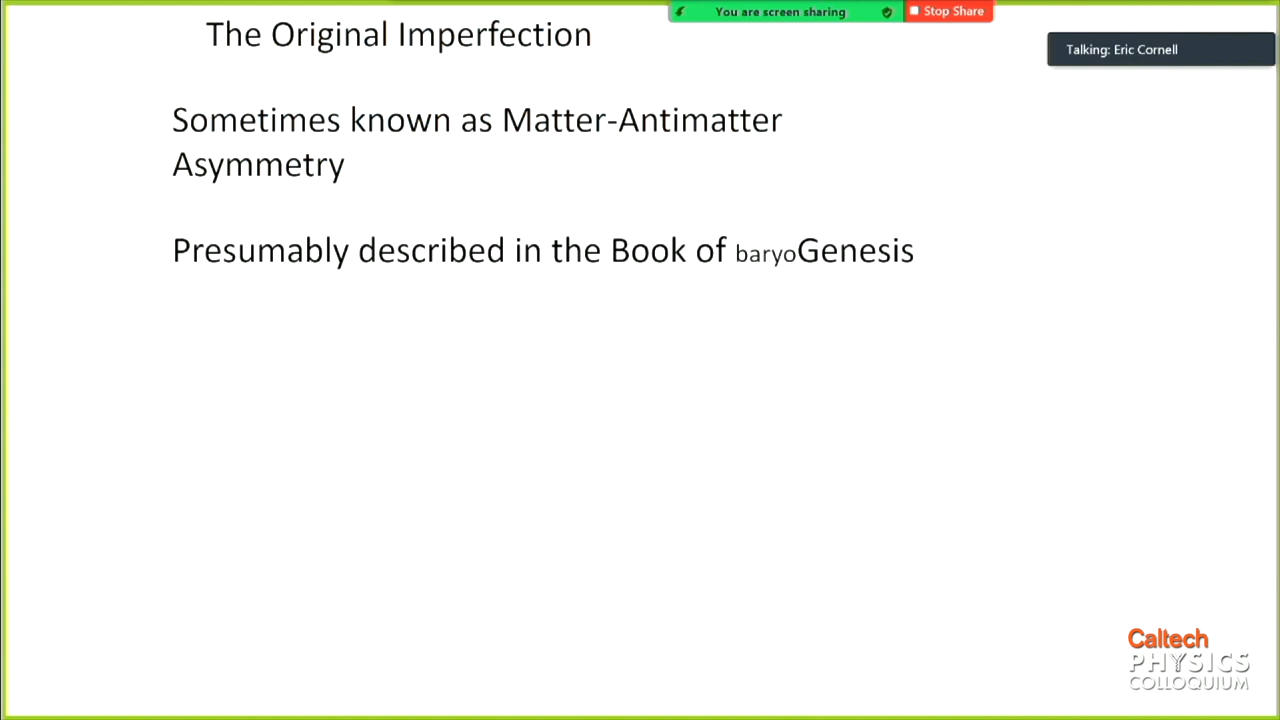 You are screen sharing
Stop Share
The Original Imperfection
Talking: Eric Cornell
Sometimes known as Matter-Antimatter
Asymmetry
Presumably described in the Book of baryoGenesis
Caltech
PHYSICS
COLLOQUIUM